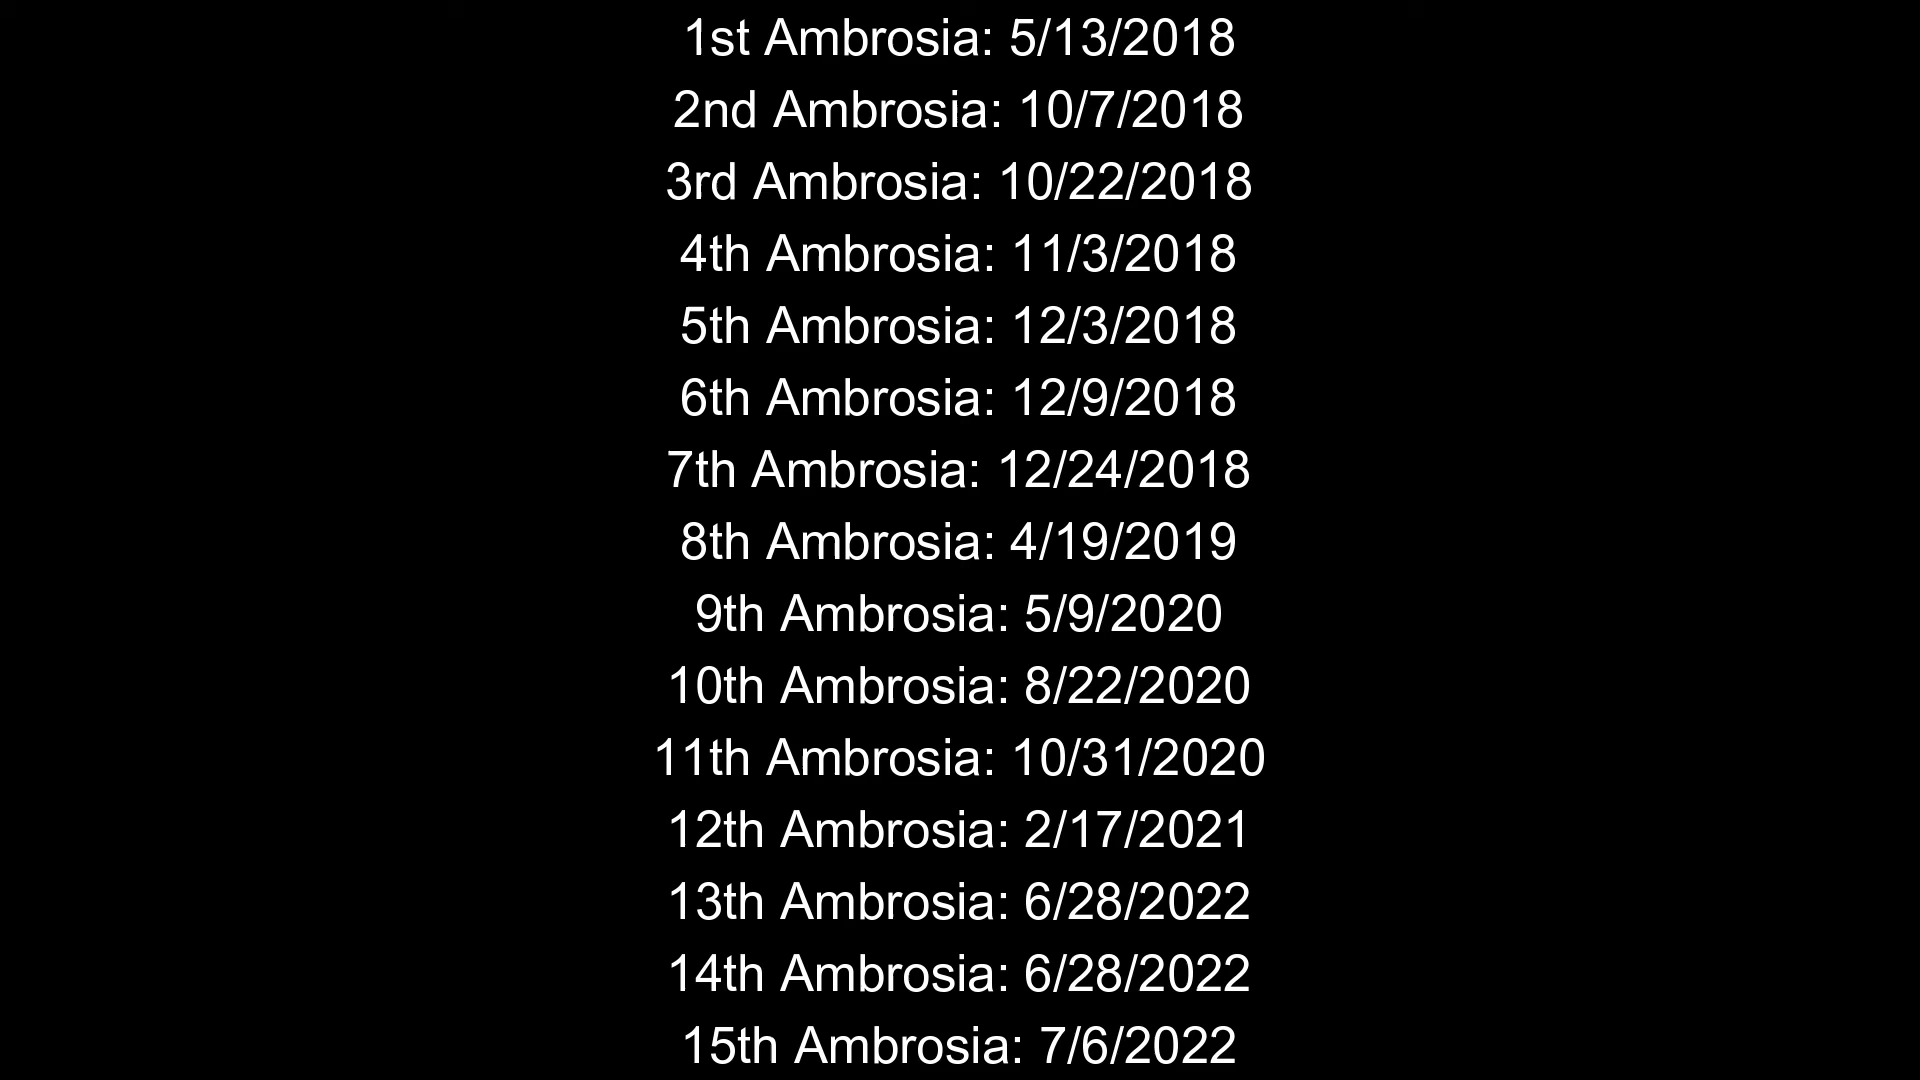 1st Ambrosia: 5/13/2018
2nd Ambrosia: 10/7/2018
3rd Ambrosia: 10/22/2018
4th Ambrosia: 11/3/2018
5th Ambrosia: 12/3/2018
6th Ambrosia: 12/9/2018
7th Ambrosia: 12/24/2018
8th Ambrosia: 4/19/2019
9th Ambrosia: 5/9/2020
10th Ambrosia: 8/22/2020
11th Ambrosia: 10/31/2020
12th Ambrosia: 2/17/2021
13th Ambrosia: 6/28/2022
14th Ambrosia: 6/28/2022
15th Ambrosia: 7/6/2022